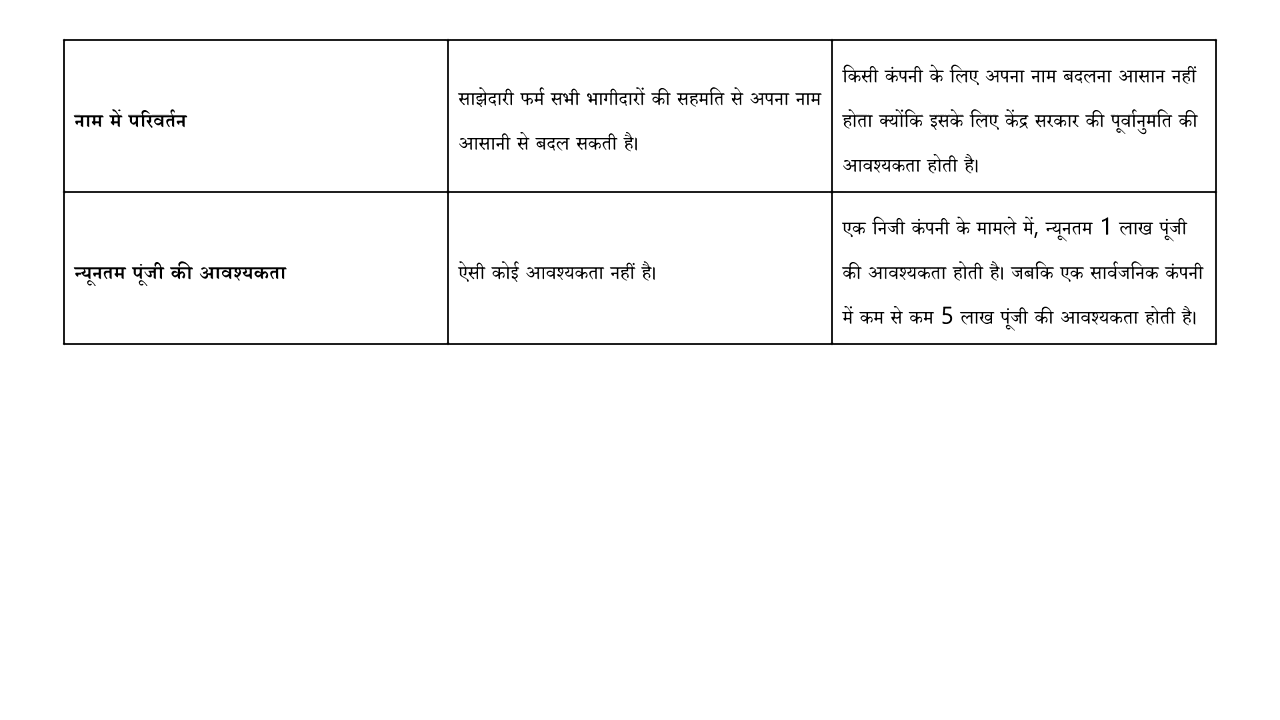 नाम में परिवर्तन
साझेदारी फर्म सभी भागीदारों की सहमति से अपना नाम
आसानी से बदल सकती है।
किसी कंपनी के लिए अपना नाम बदलना आसान नहीं
होता क्योंकि इसके लिए केंद्र सरकार की पूर्वानुमति की
आवश्यकता होती है।
न्यूनतम पूंजी की आवश्यकता
ऐसी कोई आवश्यकता नहीं है।
एक निजी कंपनी के मामले में, न्यूनतम 1 लाख पूंजी
की आवश्यकता होती है। जबकि एक सार्वजनिक कंपनी
में कम से कम 5 लाख पूंजी की आवश्यकता होती है।